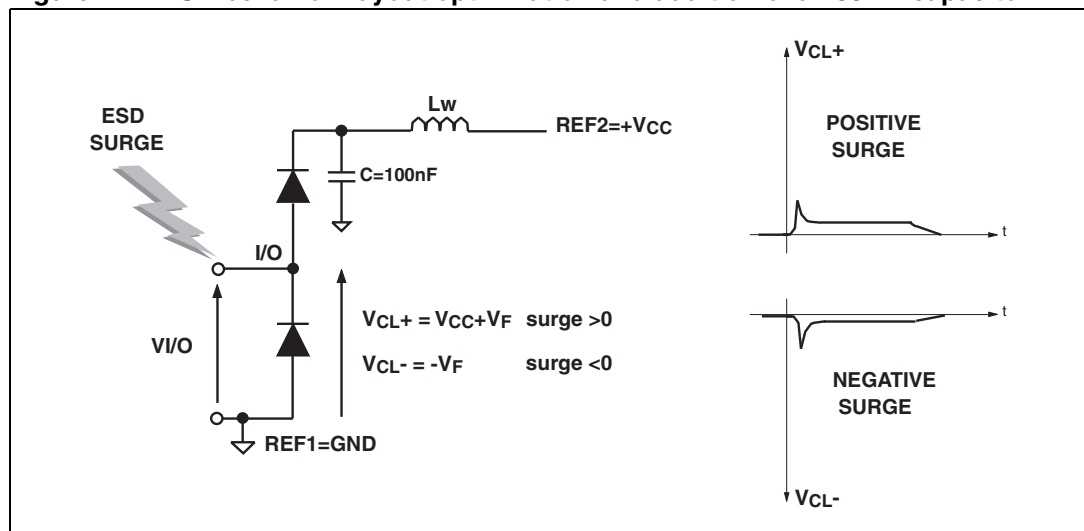 ESD
SURGE
Lw
REF2=+VCC
C=100nF
I/O
VI/O
VCL+ = VCC+VF surge >0
VCL- = -VF surge <0
REF1=GND
VCL+
POSITIVE
SURGE
t
t
NEGATIVE
SURGE
VCL-